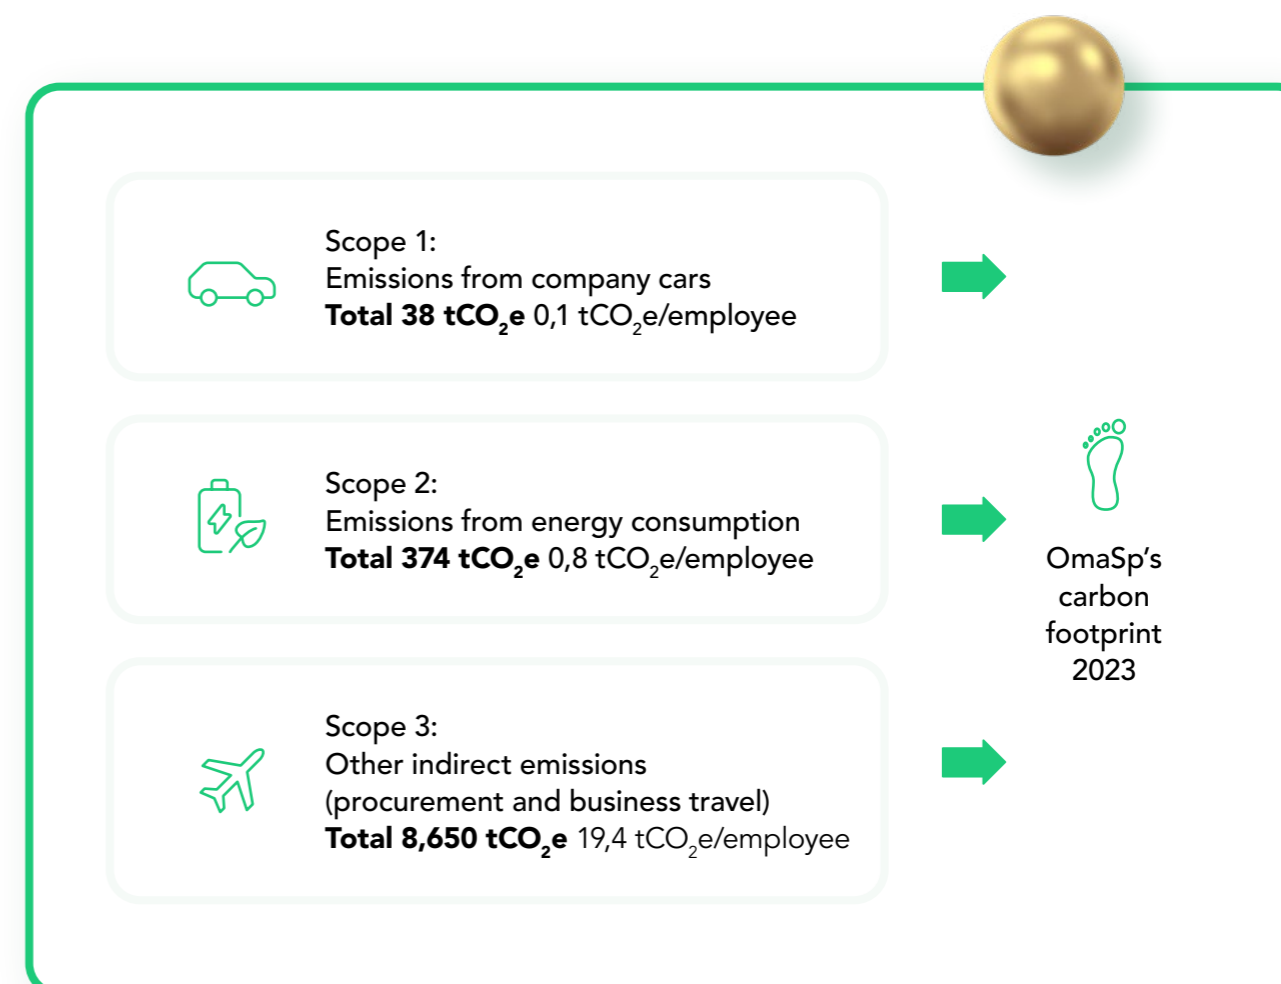 Scope 1:
Emissions from company cars
Total 38 tCO₂e 0,1 tCO₂e/employee
Scope 2:
Emissions from energy consumption
Total 374 tCO₂e 0,8 tCO₂e/employee
Scope 3:
Other indirect emissions
(procurement and business travel)
Total 8,650 tCO₂e 19,4 tCO₂e/employee
OmaSp’s
carbon
footprint
2023